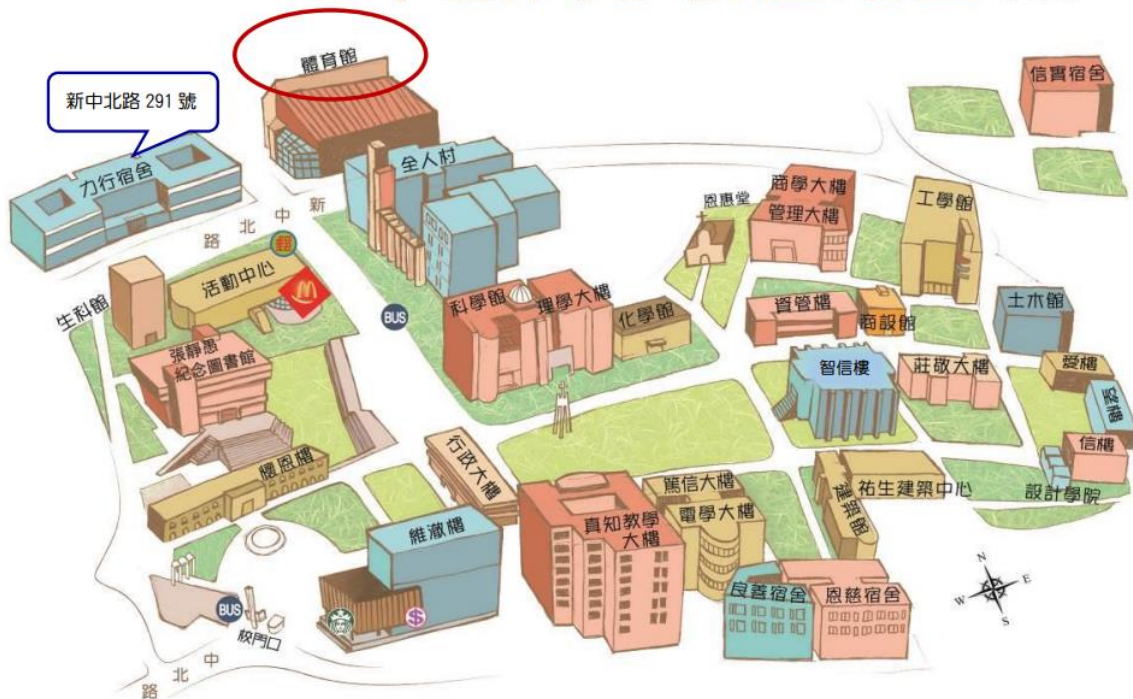 體育館
信實宿舍
新中北路 291 號
力行宿舍
全人村
恩惠堂
商學大樓
管理大樓
工學館
新中北路
郵
活動中心
生科館
BUS
科學館
理學大樓
化學館
資管樓
商設館
土木館
張靜愚
紀念圖書館
智信樓
莊敬大樓
愛樓
望樓
信樓
設計學院
行政大樓
懷恩樓
篤信大樓
電學大樓
真知教學
大樓
建築館
祐生建築中心
維澈樓
良善宿舍
恩慈宿舍
N
W
E
S
BUS
$
校門口
中北路